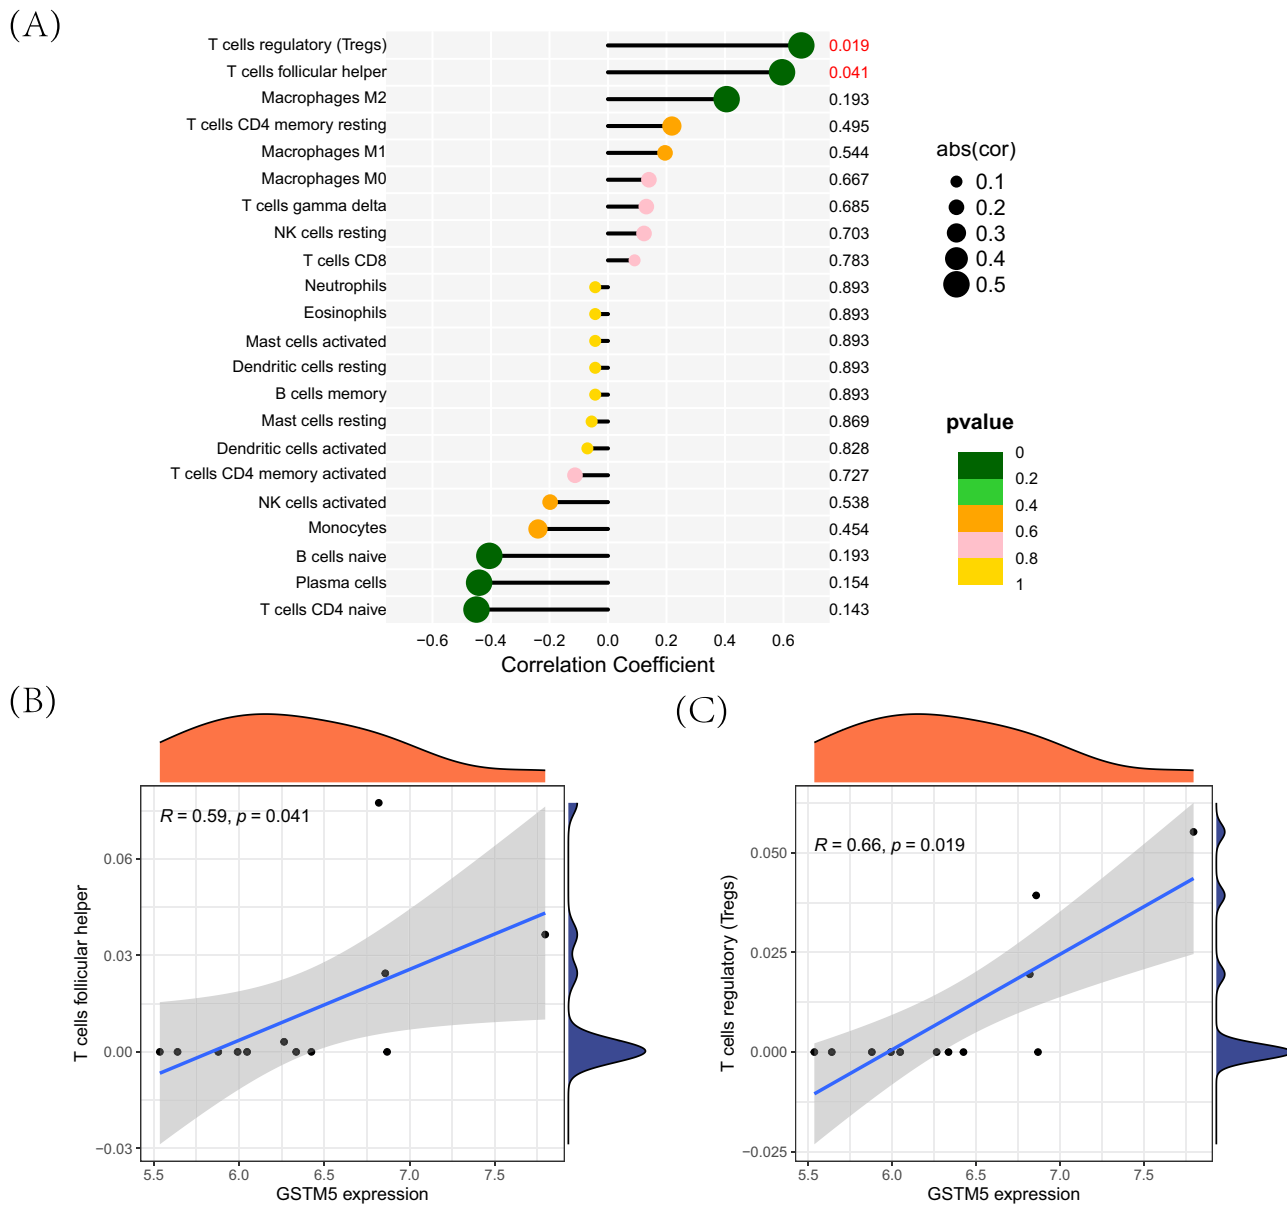 (A)
T cells regulatory (Tregs) 0.019
T cells follicular helper 0.041
Macrophages M2 0.193
T cells CD4 memory resting 0.495
Macrophages M1 0.544
Macrophages M0 0.667
T cells gamma delta 0.685
NK cells resting 0.703
T cells CD8 0.783
Neutrophils 0.893
Eosinophils 0.893
Mast cells activated 0.893
Dendritic cells resting 0.893
B cells memory 0.893
Mast cells resting 0.869
Dendritic cells activated 0.828
T cells CD4 memory activated 0.727
NK cells activated 0.538
Monocytes 0.454
B cells naive 0.193
Plasma cells 0.154
T cells CD4 naive 0.143
−0.6 −0.4 −0.2 0.0 0.2 0.4 0.6
Correlation Coefficient
abs(cor)
0.1
0.2
0.3
0.4
0.5
pvalue
0
0.2
0.4
0.6
0.8
1
(B)
R = 0.59, p = 0.041
T cells follicular helper
0.06
0.03
0.00
−0.03
5.5 6.0 6.5 7.0 7.5
GSTM5 expression
(C)
R = 0.66, p = 0.019
T cells regulatory (Tregs)
0.050
0.025
0.000
−0.025
5.5 6.0 6.5 7.0 7.5
GSTM5 expression